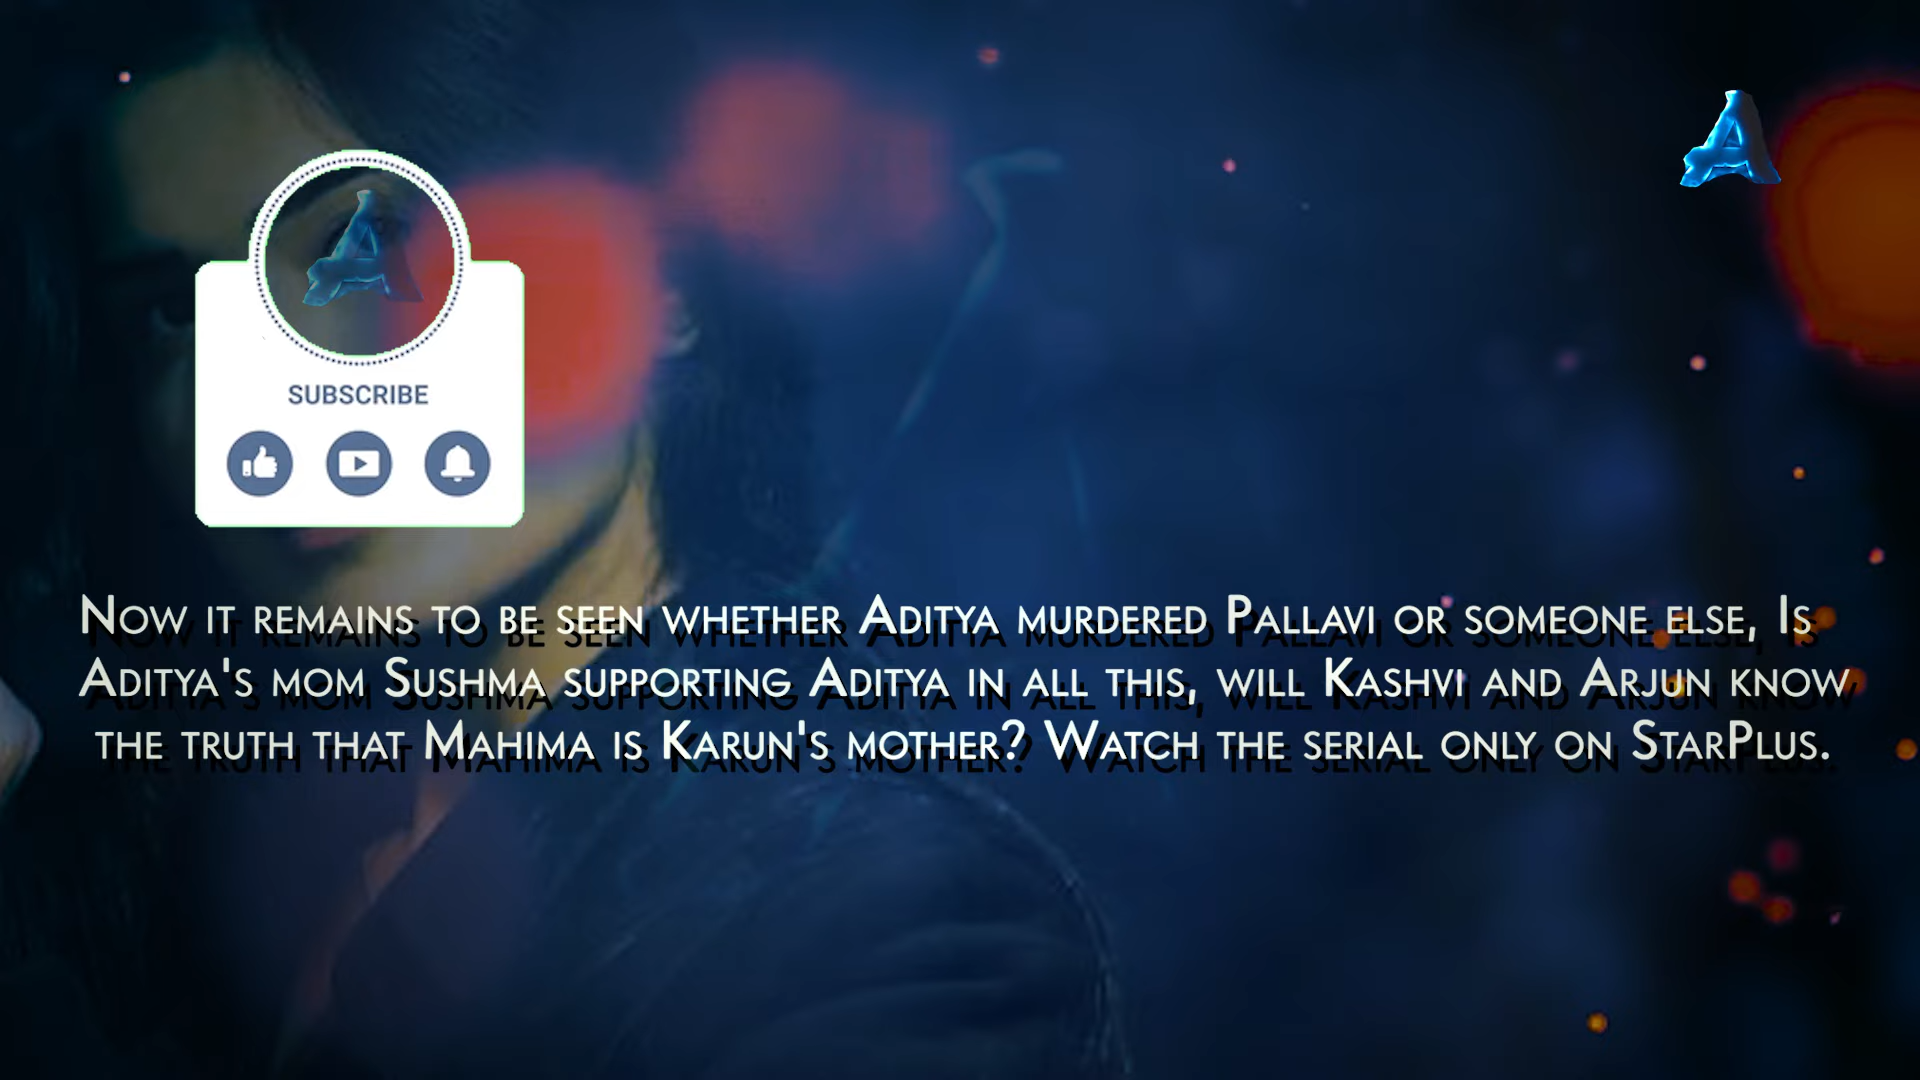 A
A
SUBSCRIBE
Now it remains to be seen whether Aditya murdered Pallavi or someone else, Is
Aditya's mom Sushma supporting Aditya in all this, will Kashvi and Arjun know
the truth that Mahima is Karun's mother? Watch the serial only on StarPlus.